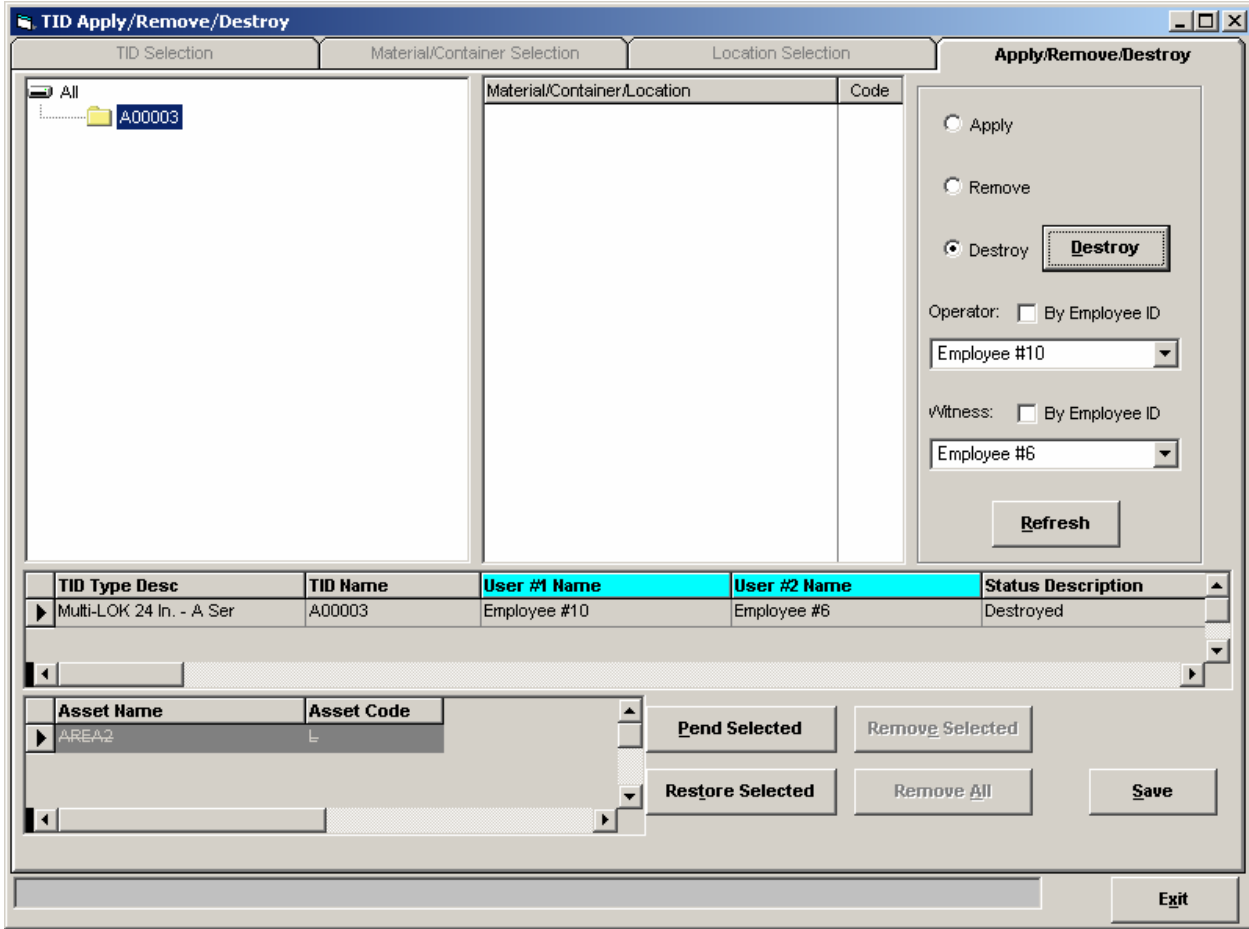 TID Apply/Remove/Destroy
TID Selection
Material/Container Selection
Location Selection
Apply/Remove/Destroy
All
A00003
Material/Container/Location
Code
Apply
Remove
Destroy
Destroy
Operator:
By Employee ID
Employee #10
Witness:
By Employee ID
Employee #6
Refresh
TID Type Desc
TID Name
User #1 Name
User #2 Name
Status Description
Multi-LOK 24 In. - A Ser
A00003
Employee #10
Employee #6
Destroyed
Asset Name
Asset Code
AREA2
L
Pend Selected
Remove Selected
Restore Selected
Remove All
Save
Exit